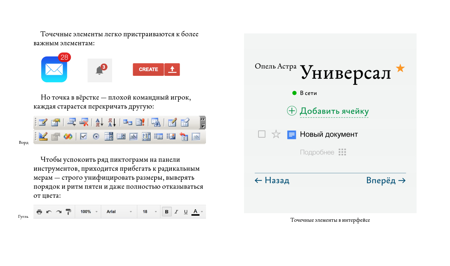 Точечные элементы легко пристраиваются к более
важным элементам:
28
3
CREATE
Но точка в вёрстке — плохой командный игрок,
каждая старается перекричать другую:
Ворд
Чтобы успокоить ряд пиктограмм на панели
инструментов, приходится прибегать к радикальным
мерам — строго унифицировать размеры, выверять
порядок и ритм пятен и даже полностью отказываться
от цвета:
Гугль
100%
Arial
18
B I U A
Опель Астра Универсал
В сети
Добавить ячейку
Новый документ
Подробнее
← Назад
Вперёд →
Точечные элементы в интерфейсе